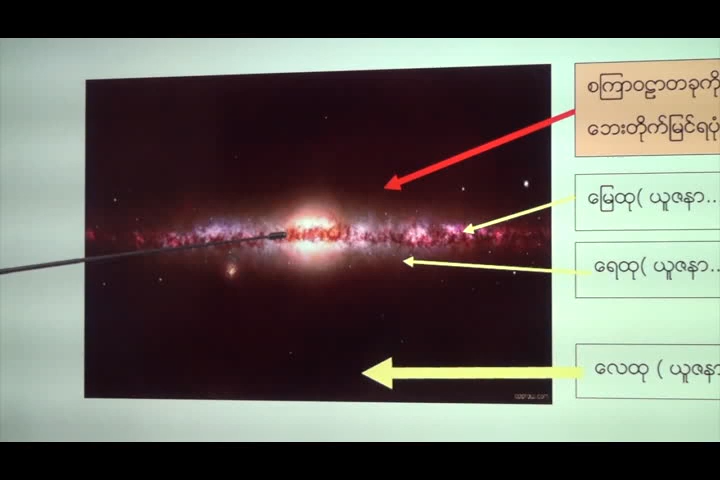 စကြာဝဠာတခုကို
ဘေးတိုက်မြင်ရပုံ
မြေထု( ယူဇနာ...
ရေထု( ယူဇနာ...
လေထု ( ယူဇနာ